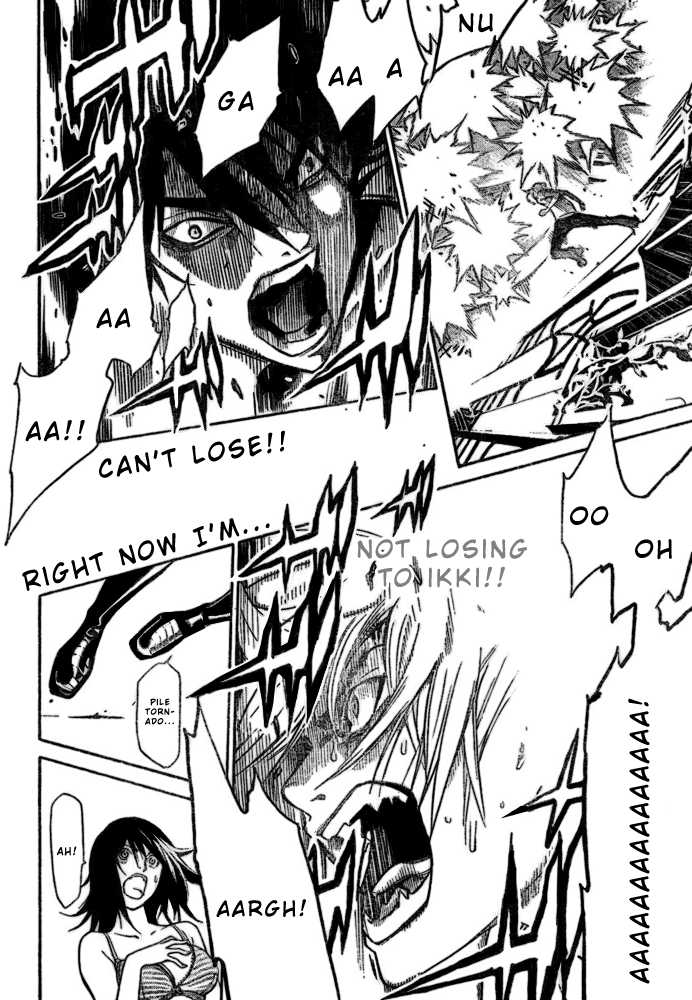 NU
AA A
GA
AA
AA!!
CAN'T LOSE!!
RIGHT NOW I'M...
NOT LOSING
TO IKKI!!
OO
OH
PILE
TORN-
ADO...
AH!
AARGH!
AAAAAAAAAAAAAAAAA!